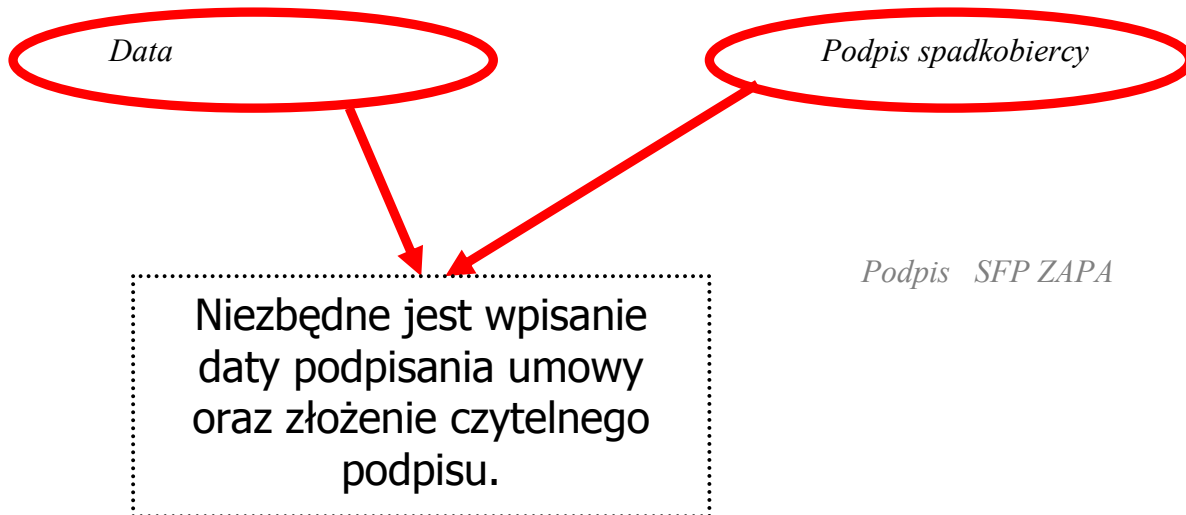 Data
Podpis spadkobiercy
Podpis SFP ZAPA
Niezbędne jest wpisanie
daty podpisania umowy
oraz złożenie czytelnego
podpisu.